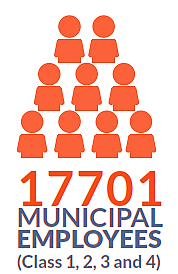 17701
MUNICIPAL
EMPLOYEES
(Class 1, 2, 3 and 4)